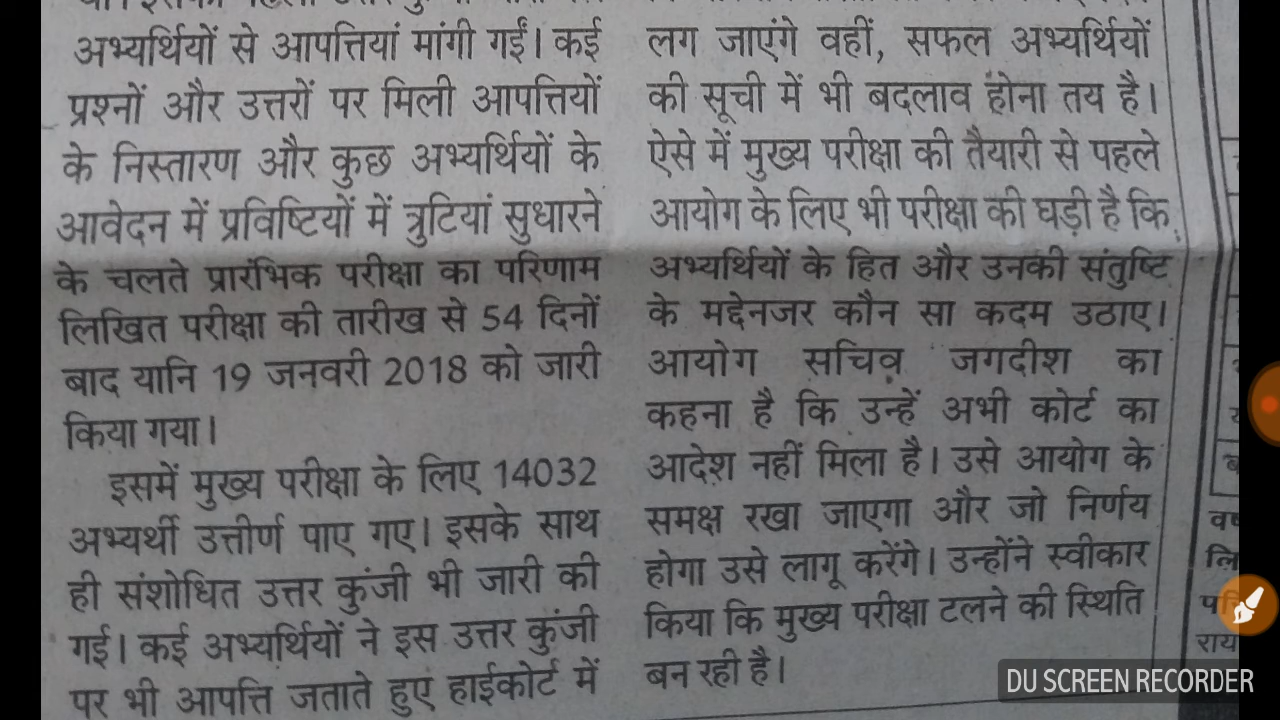 अभ्यर्थियों से आपत्तियां मांगी गईं। कई
प्रश्नों और उत्तरों पर मिली आपत्तियों
के निस्तारण और कुछ अभ्यर्थियों के
आवेदन में प्रविष्टियों में त्रुटियां सुधारने
के चलते प्रारंभिक परीक्षा का परिणाम
लिखित परीक्षा की तारीख से 54 दिनों
बाद यानि 19 जनवरी 2018 को जारी
किया गया।
इसमें मुख्य परीक्षा के लिए 14032
अभ्यर्थी उत्तीर्ण पाए गए। इसके साथ
ही संशोधित उत्तर कुंजी भी जारी की
गई। कई अभ्यर्थियों ने इस उत्तर कुंजी
पर भी आपत्ति जताते हुए हाईकोर्ट में
लग जाएंगे वहीं, सफल अभ्यर्थियों
की सूची में भी बदलाव होना तय है।
ऐसे में मुख्य परीक्षा की तैयारी से पहले
आयोग के लिए भी परीक्षा की घड़ी है कि
अभ्यर्थियों के हित और उनकी संतुष्टि
के मद्देनजर कौन सा कदम उठाए।
आयोग सचिव जगदीश का
कहना है कि उन्हें अभी कोर्ट का
आदेश नहीं मिला है। उसे आयोग के
समक्ष रखा जाएगा और जो निर्णय
होगा उसे लागू करेंगे। उन्होंने स्वीकार
किया कि मुख्य परीक्षा टलने की स्थिति
बन रही है।
राय
DU SCREEN RECORDER